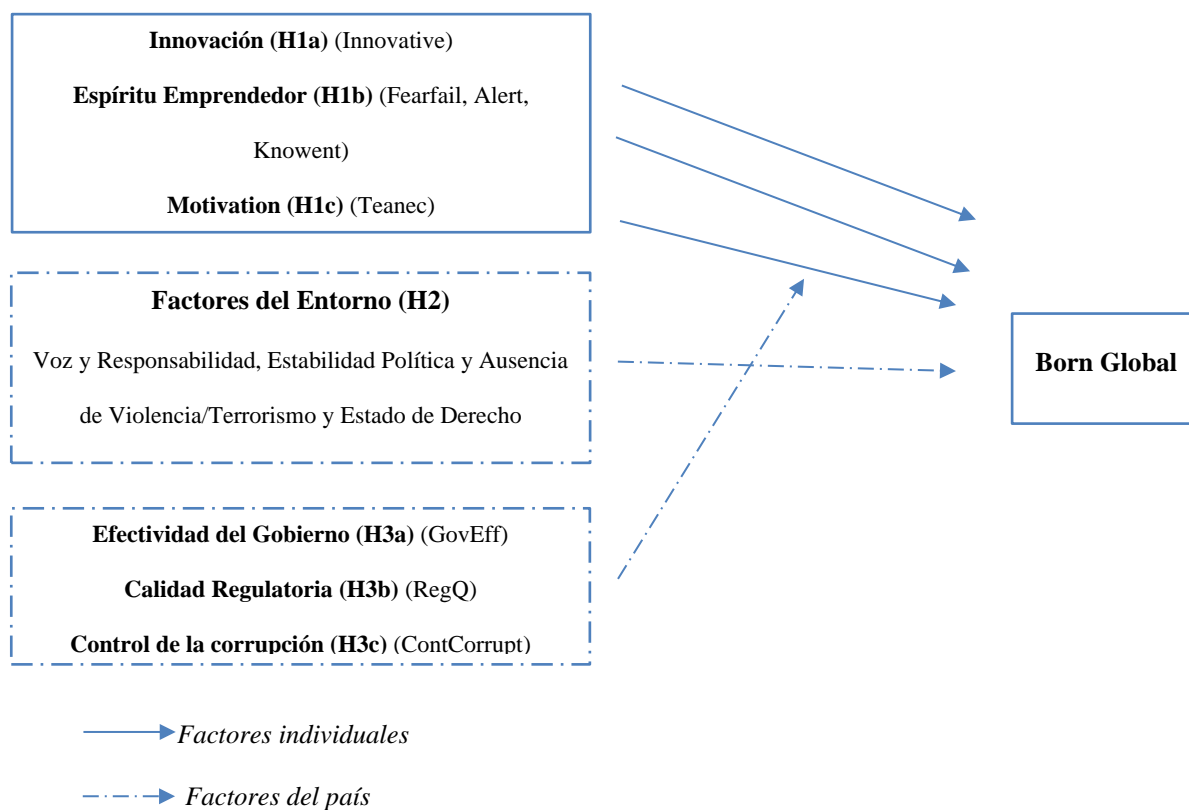 Innovación (H1a) (Innovative)
Espíritu Emprendedor (H1b) (Fearfail, Alert,
Knowent)
Motivation (H1c) (Teanec)
Factores del Entorno (H2)
Voz y Responsabilidad, Estabilidad Política y Ausencia
de Violencia/Terrorismo y Estado de Derecho
Born Global
Efectividad del Gobierno (H3a) (GovEff)
Calidad Regulatoria (H3b) (RegQ)
Control de la corrupción (H3c) (ContCorrupt)
Factores individuales
Factores del país